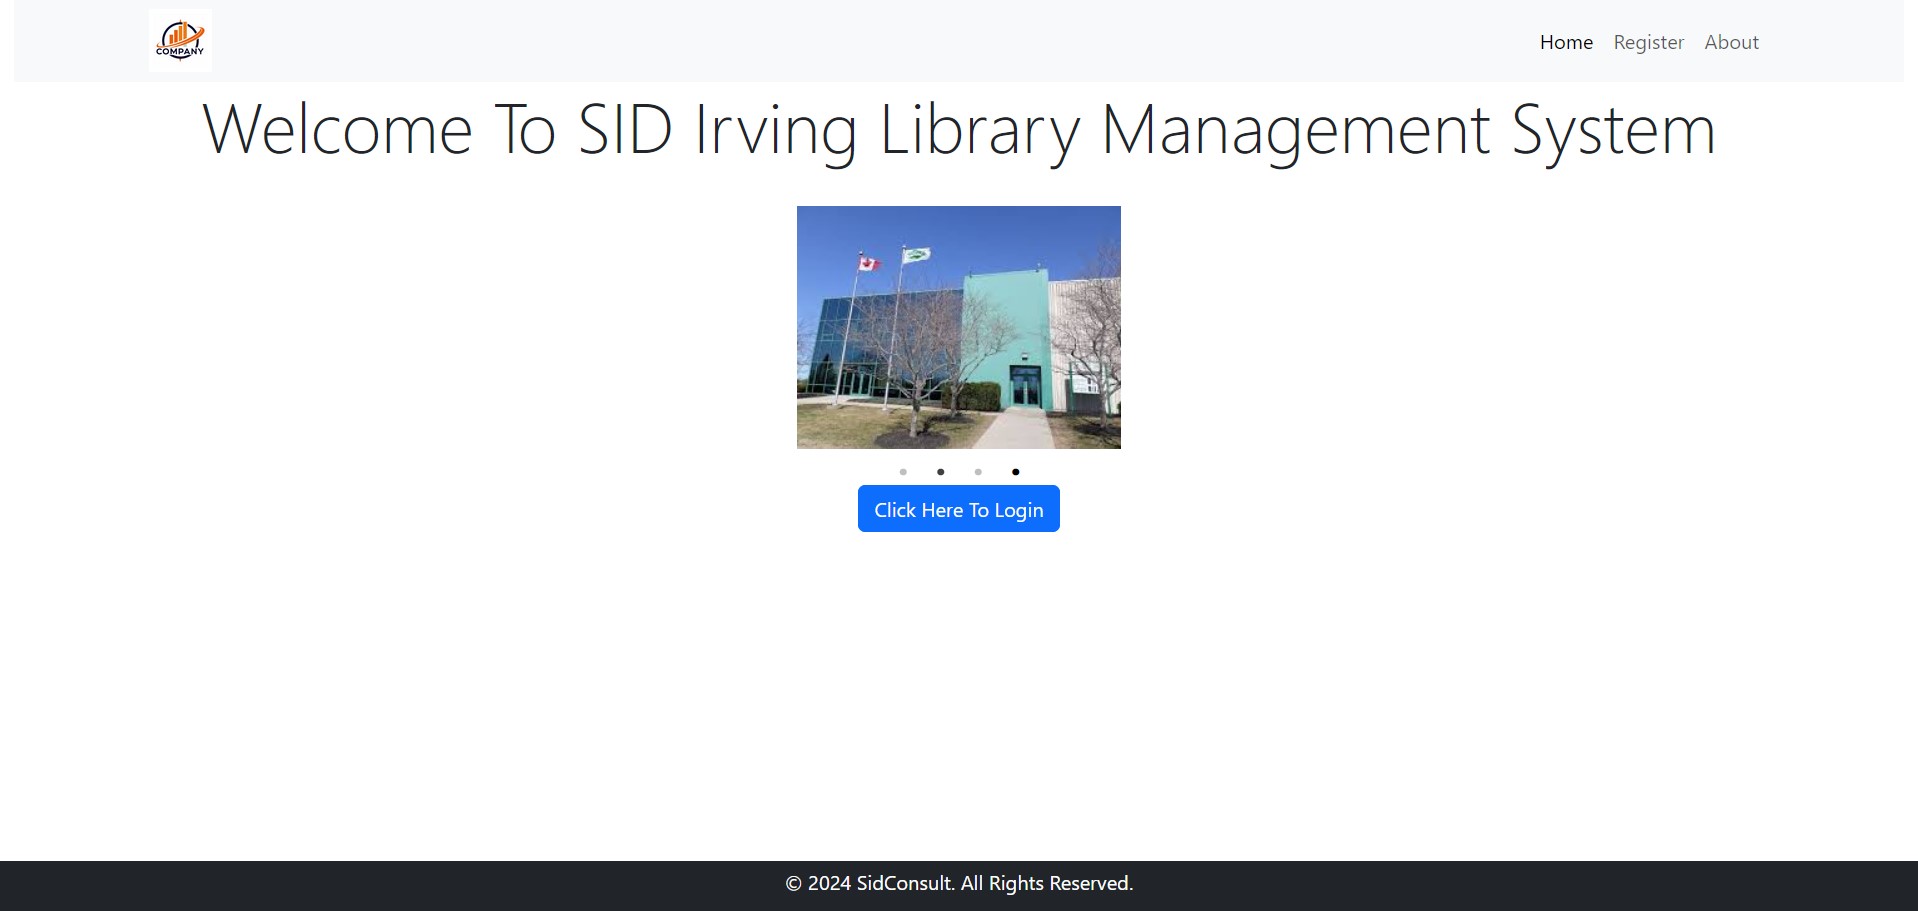 COMPANY
Home Register About
Welcome To SID Irving Library Management System
Click Here To Login
© 2024 SidConsult. All Rights Reserved.